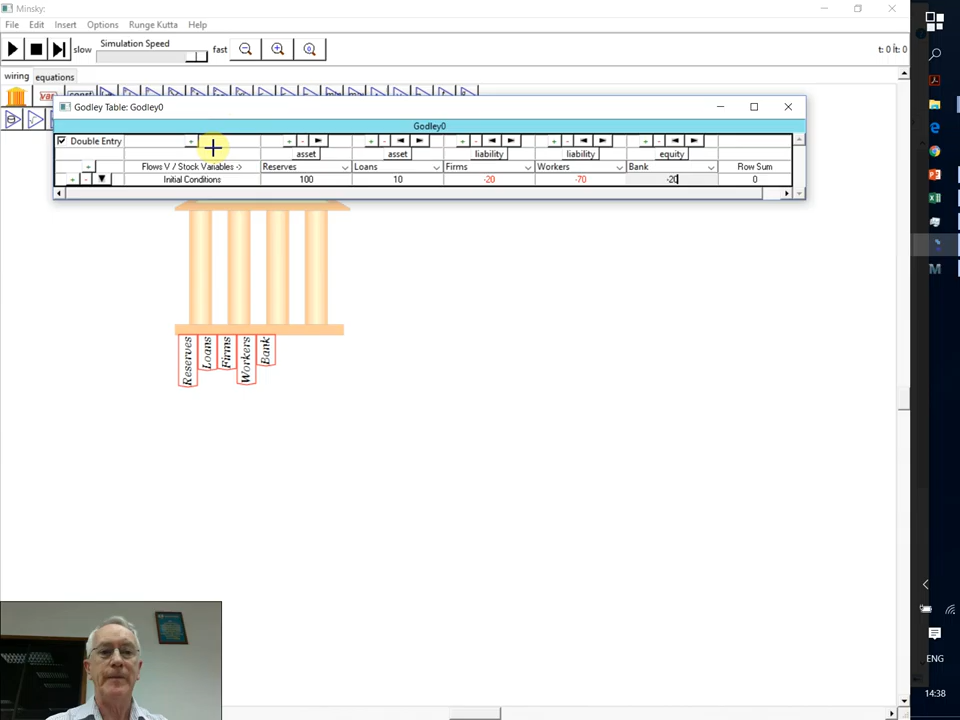 Minsky:
File Edit Insert Options Runge Kutta Help
slow Simulation Speed fast t: 0 Δt: 0
wiring equations
var const
Godley Table: Godley0
Godley0
Double Entry + + - ► + - ◄ ► + - ◄ ► + - ◄ ► + - ◄ ►
asset asset liability liability equity
+ Flows V / Stock Variables -> Reserves Loans Firms Workers Bank Row Sum
+ - ▼ Initial Conditions 100 10 -20 -70 -20 0
Reserves
Loans
Firms
Workers
Bank
ENG
14:38